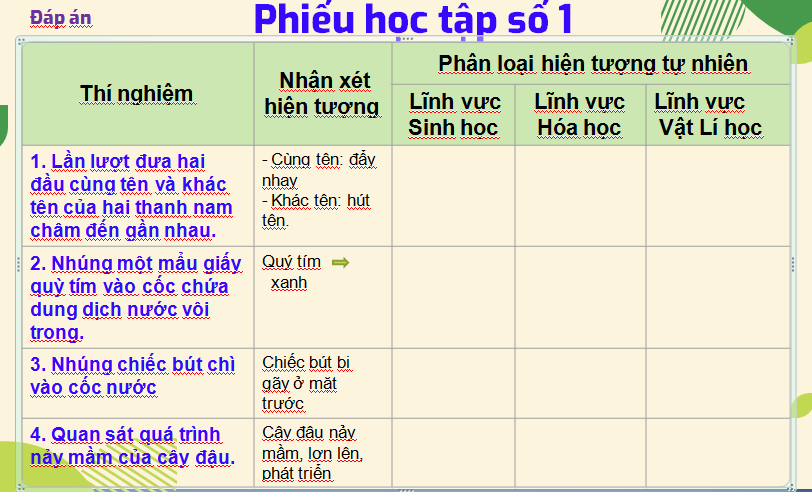 Đáp án
Phiếu học tập số 1
Thí nghiệm
Nhận xét
hiện tượng
Phân loại hiện tượng tự nhiên
Lĩnh vực
Sinh học
Lĩnh vực
Hóa học
Lĩnh vực
Vật Lí học
1. Lần lượt đưa hai
đầu cùng tên và khác
tên của hai thanh nam
châm đến gần nhau.
- Cùng tên: đẩy
nhay
- Khác tên: hút
tên.
2. Nhúng một mẩu giấy
quỳ tím vào cốc chứa
dung dịch nước vôi
trong.
Quý tím ⇒
xanh
3. Nhúng chiếc bút chì
vào cốc nước
Chiếc bút bị
gãy ở mặt
trước
4. Quan sát quá trình
nảy mầm của cây đậu.
Cây đậu nảy
mầm, lợn lên,
phát triển